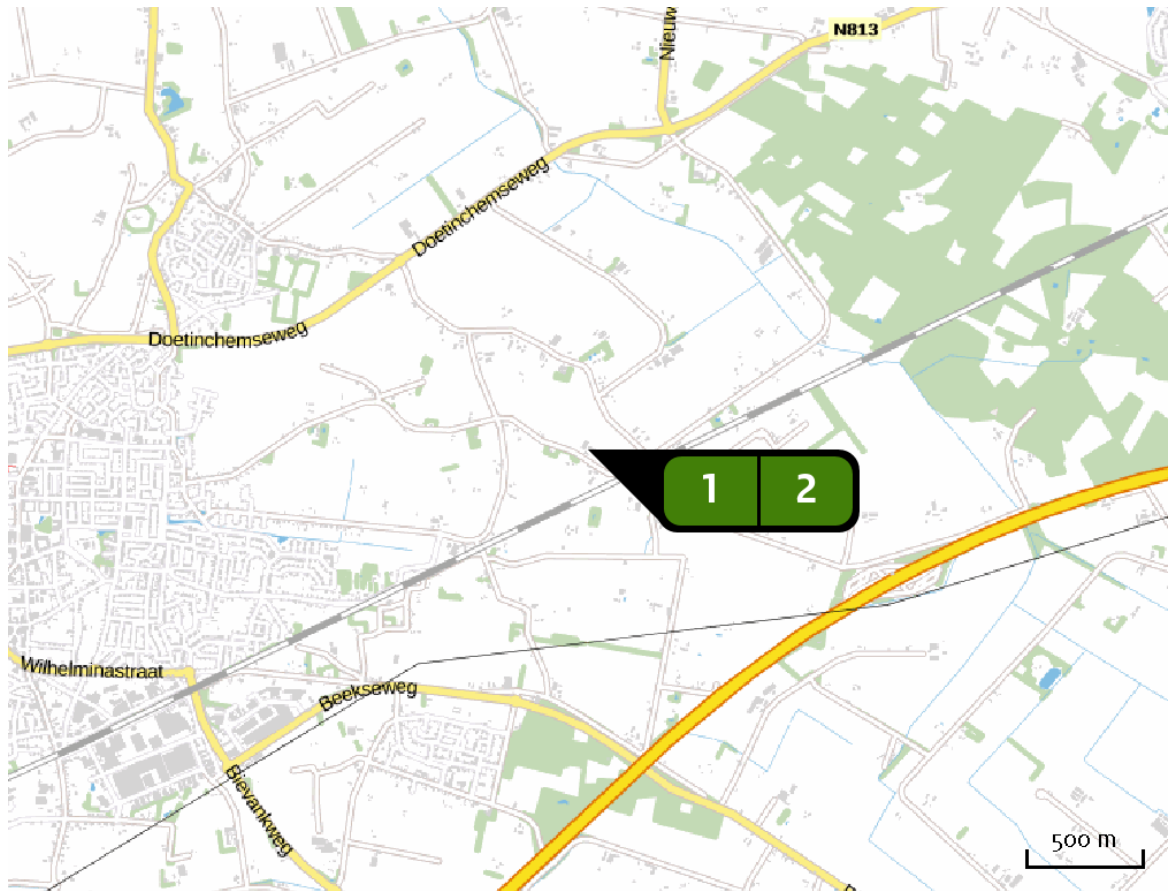 N813
Nieuw
Doetinchemseweg
Doetinchemseweg
1 2
Wilhelminastraat
Beekseweg
Bievankweg
500 m